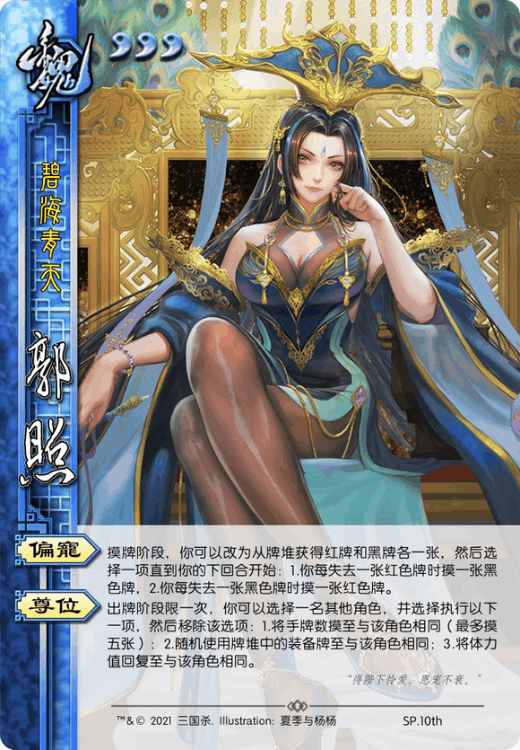 魏
碧海青天
郭照
偏寵
摸牌阶段，你可以改为从牌堆获得红牌和黑牌各一张，然后选
择一项直到你的下回合开始：1.你每失去一张红色牌时摸一张黑
色牌，2.你每失去一张黑色牌时摸一张红色牌。
尊位
出牌阶段限一次，你可以选择一名其他角色，并选择执行以下
一项，然后移除该选项：1.将手牌数摸至与该角色相同（最多摸
五张）；2.随机使用牌堆中的装备牌至与该角色相同；3.将体力
值回复至与该角色相同。
“得陛下怜爱，恩宠不衰。”
™&© 2021 三国杀. Illustration: 夏季与杨杨
SP.10th